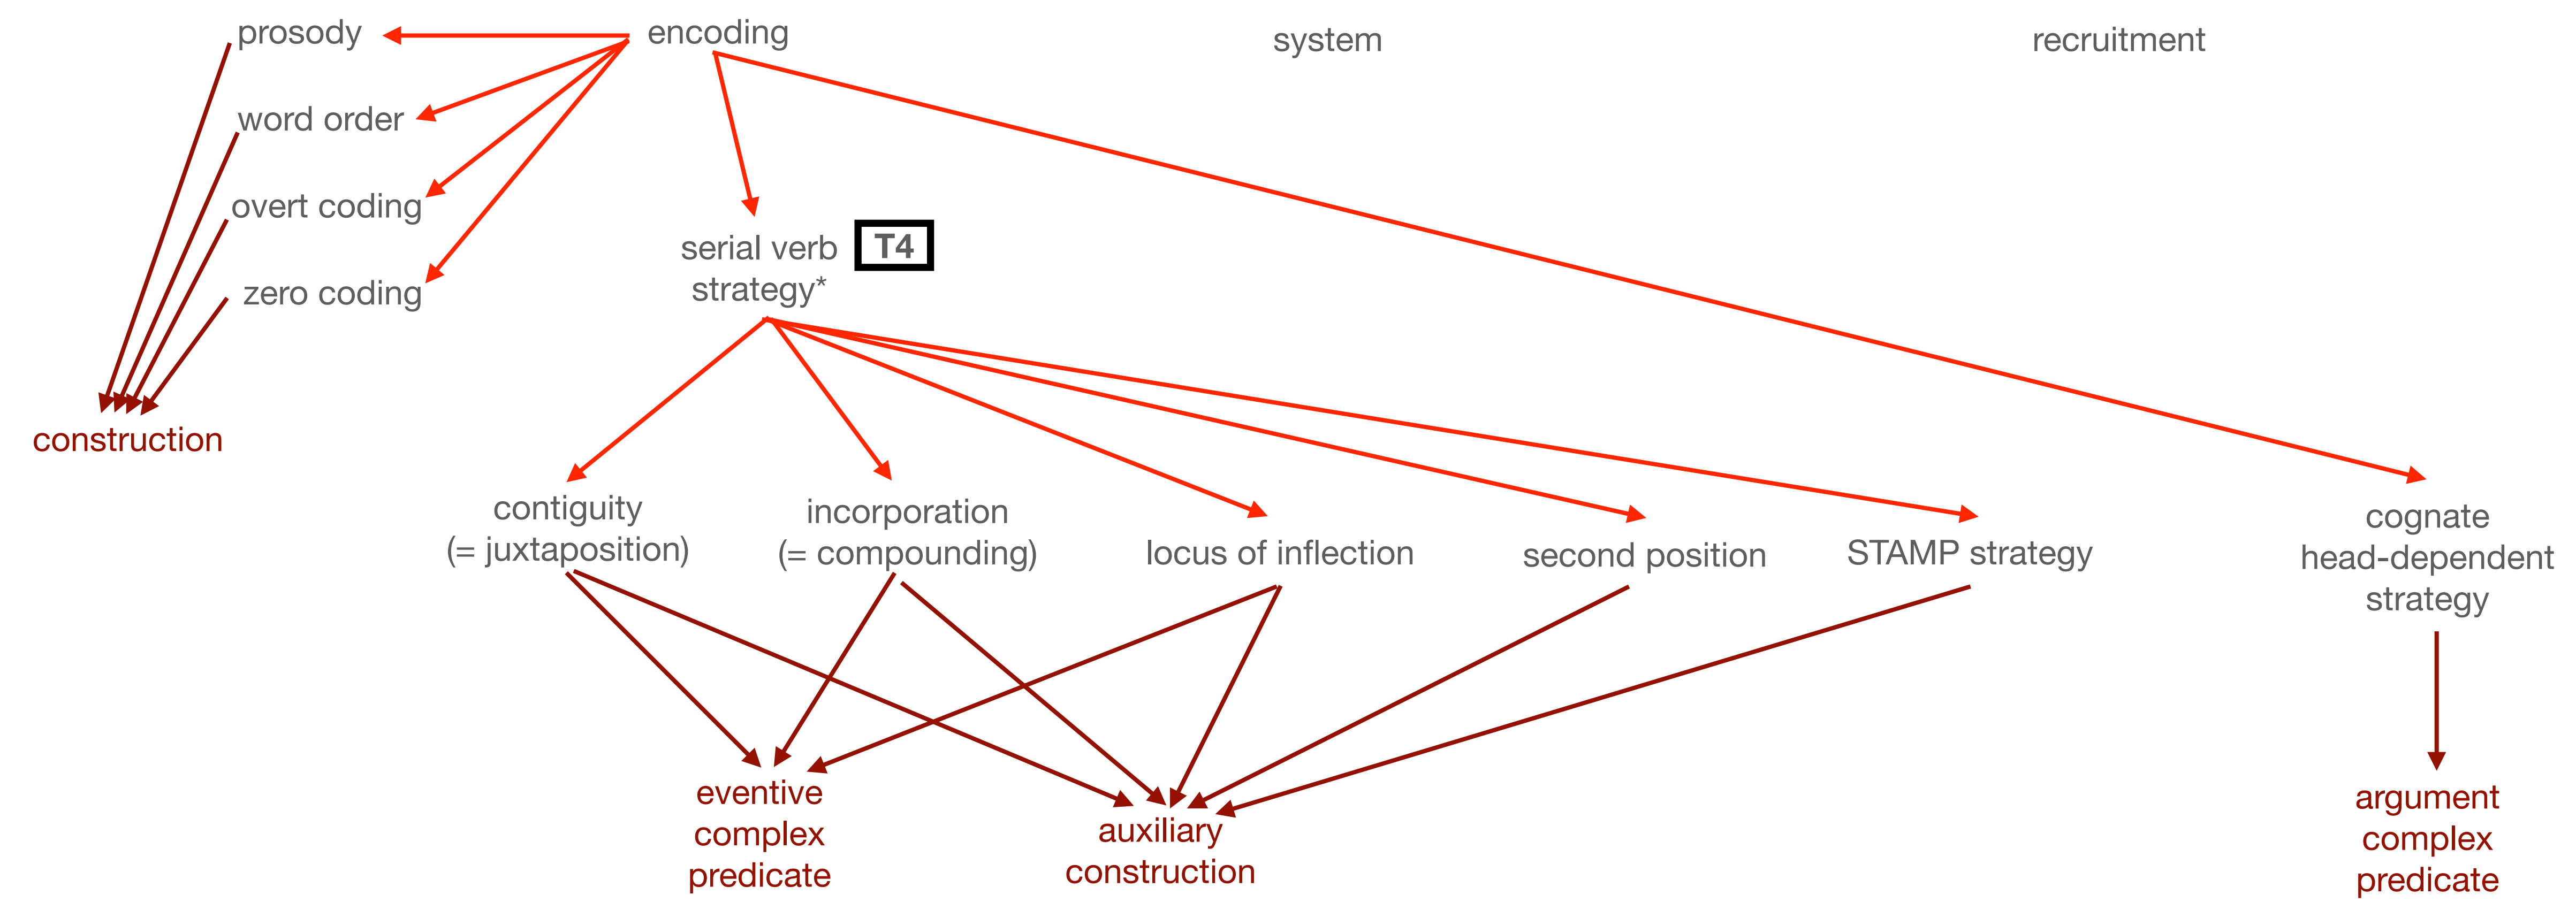 prosody
encoding
system
recruitment
word order
overt coding
zero coding
serial verb
strategy*
T4
construction
contiguity
(= juxtaposition)
incorporation
(= compounding)
locus of inflection
second position
STAMP strategy
cognate
head-dependent
strategy
eventive
complex
predicate
auxiliary
construction
argument
complex
predicate